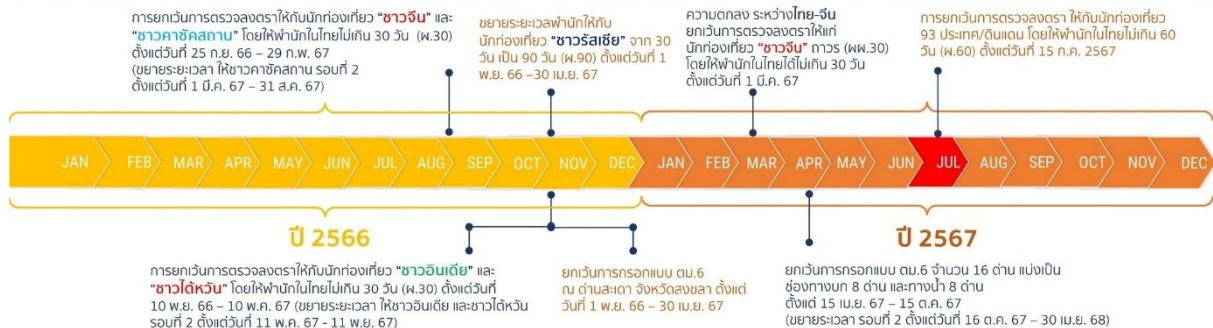 การยกเว้นการตรวจลงตราให้กับนักท่องเที่ยว "ชาวจีน" และ
"ชาวคาซัคสถาน" โดยให้พำนักในไทยไม่เกิน 30 วัน (ผ.30)
ตั้งแต่วันที่ 25 ก.ย. 66 – 29 ก.พ. 67
(ขยายระยะเวลา ให้ชาวคาซัคสถาน รอบที่ 2
ตั้งแต่วันที่ 1 มี.ค. 67 – 31 ส.ค. 67)
ขยายระยะเวลพำนักให้กับ
นักท่องเที่ยว "ชาวรัสเซีย" จาก 30
วัน เป็น 90 วัน (ผ.90) ตั้งแต่วันที่ 1
พ.ย. 66 –30 เม.ย. 67
ความตกลง ระหว่างไทย-จีน
ยกเว้นการตรวจลงตราให้แก่
นักท่องเที่ยว "ชาวจีน" ถาวร (ผผ.30)
โดยให้พำนักในไทยได้ไม่เกิน 30 วัน
ตั้งแต่วันที่ 1 มี.ค. 67
การยกเว้นการตรวจลงตรา ให้กับนักท่องเที่ยว
93 ประเทศ/ดินแดน โดยให้พำนักในไทยไม่เกิน 60
วัน (ผ.60) ตั้งแต่วันที่ 15 ก.ค. 2567
JAN FEB MAR APR MAY JUN JUL AUG SEP OCT NOV DEC JAN FEB MAR APR MAY JUN JUL AUG SEP OCT NOV DEC
ปี 2566
ปี 2567
การยกเว้นการตรวจลงตราให้กับนักท่องเที่ยว "ชาวอินเดีย" และ
"ชาวไต้หวัน" โดยให้พำนักในไทยไม่เกิน 30 วัน (ผ.30) ตั้งแต่วันที่
10 พ.ย. 66 – 10 พ.ค. 67 (ขยายระยะเวลา ให้ชาวอินเดีย และชาวไต้หวัน
รอบที่ 2 ตั้งแต่วันที่ 11 พ.ค. 67 - 11 พ.ย. 67)
ยกเว้นการกรอกแบบ ตม.6
ณ ด่านสะเดา จังหวัดสงขลา ตั้งแต่
วันที่ 1 พ.ย. 66 – 30 เม.ย. 67
ยกเว้นการกรอกแบบ ตม.6 จำนวน 16 ด่าน แบ่งเป็น
ช่องทางบก 8 ด่าน และทางน้ำ 8 ด่าน
ตั้งแต่ 15 เม.ย. 67 – 15 ต.ค. 67
(ขยายระเวลา รอบที่ 2 ตั้งแต่วันที่ 16 ต.ค. 67 – 30 เม.ย. 68)